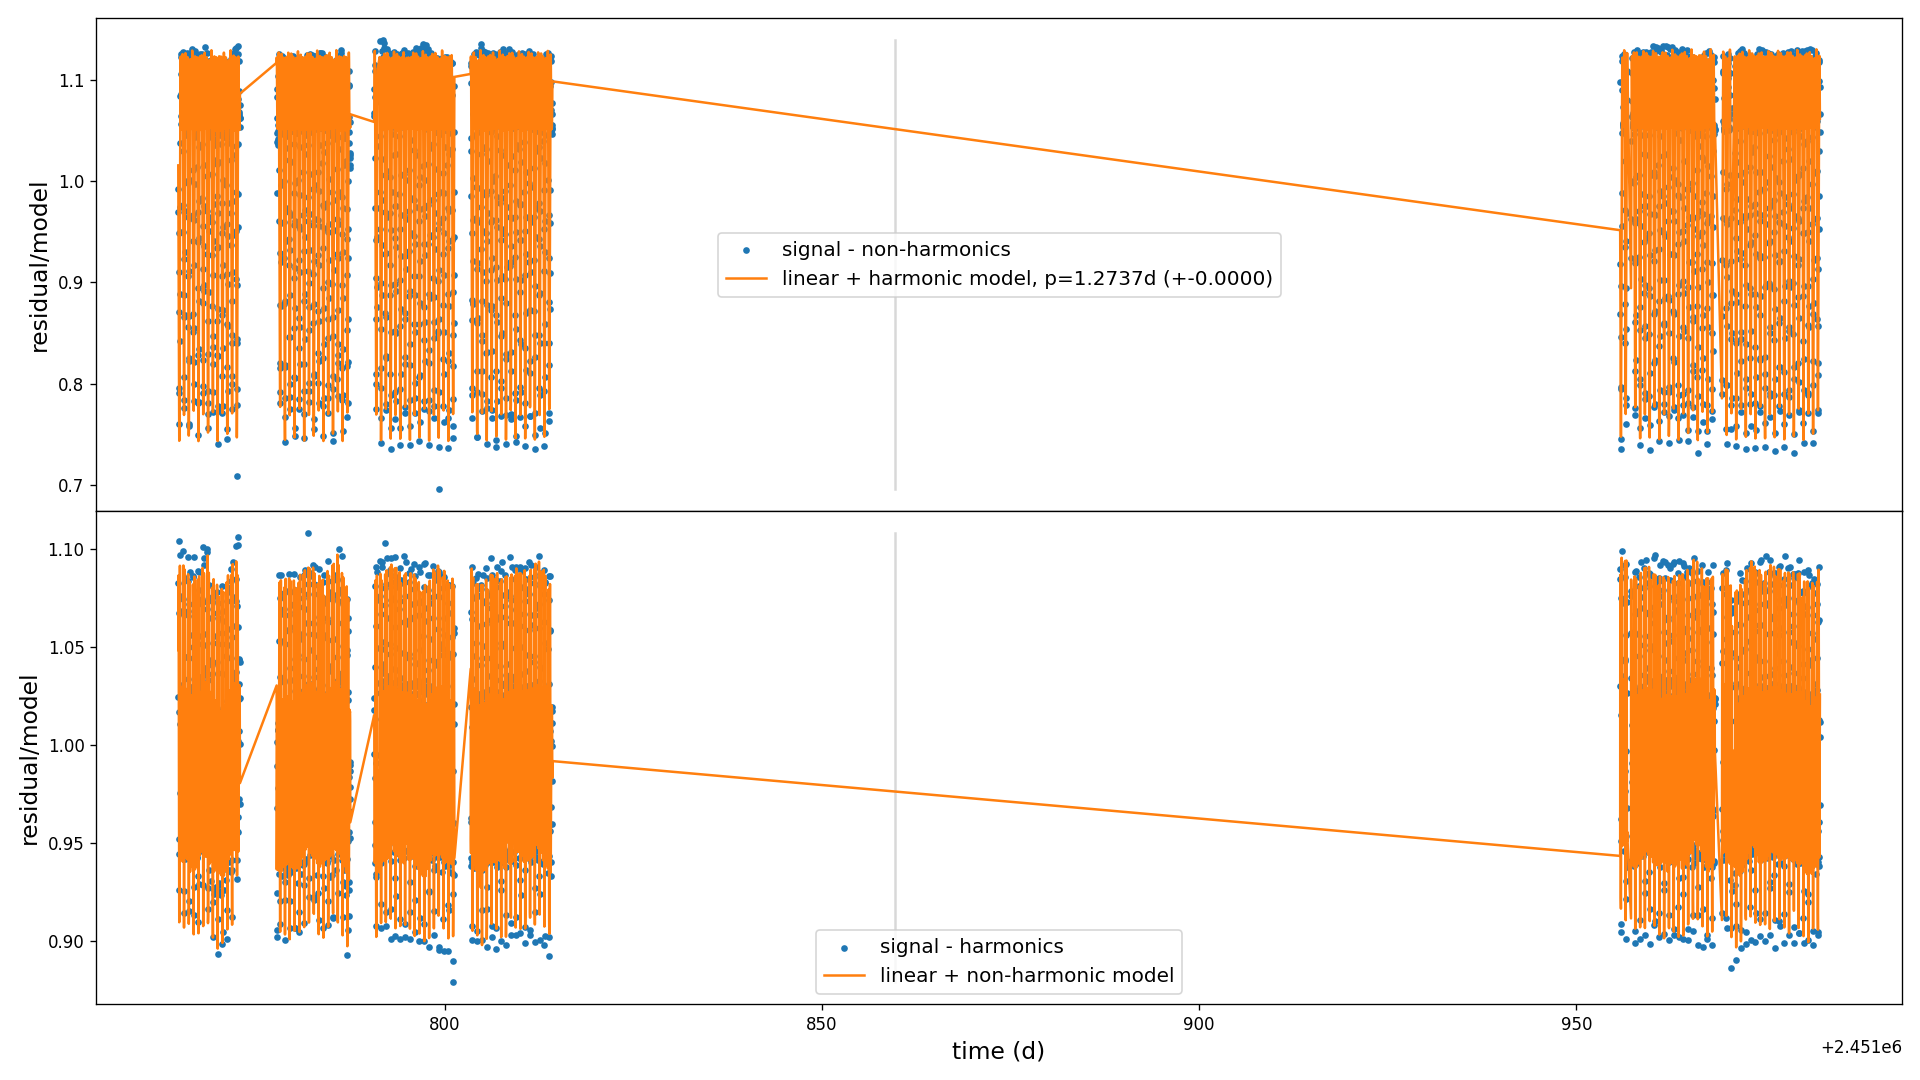 1.1
1.0
0.9
0.8
0.7
residual/model
signal - non-harmonics
linear + harmonic model, p=1.2737d (+-0.0000)
1.10
1.05
1.00
0.95
0.90
residual/model
signal - harmonics
linear + non-harmonic model
800
850
900
950
time (d)
+2.451e6